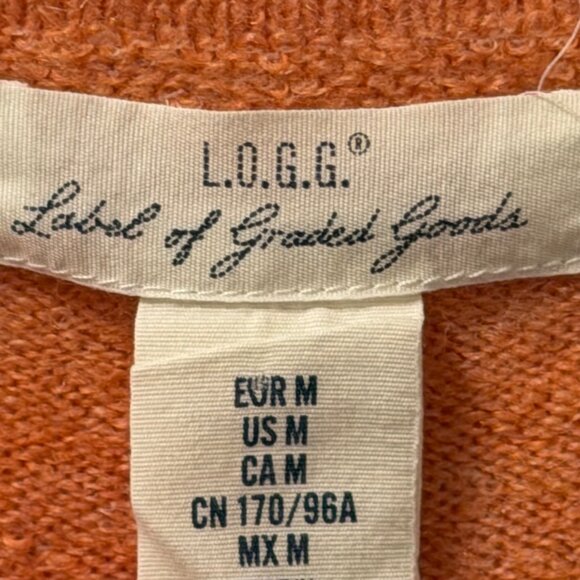 L.O.G.G.®
Label of Graded Goods
EUR M
US M
CA M
CN 170/96A
MX M